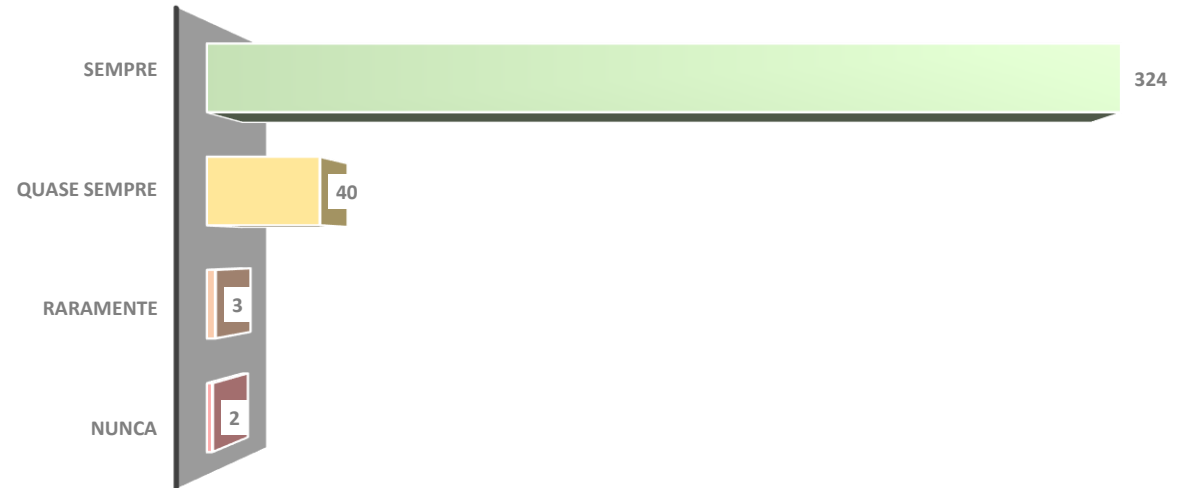 SEMPRE
324
QUASE SEMPRE
40
RARAMENTE
3
NUNCA
2